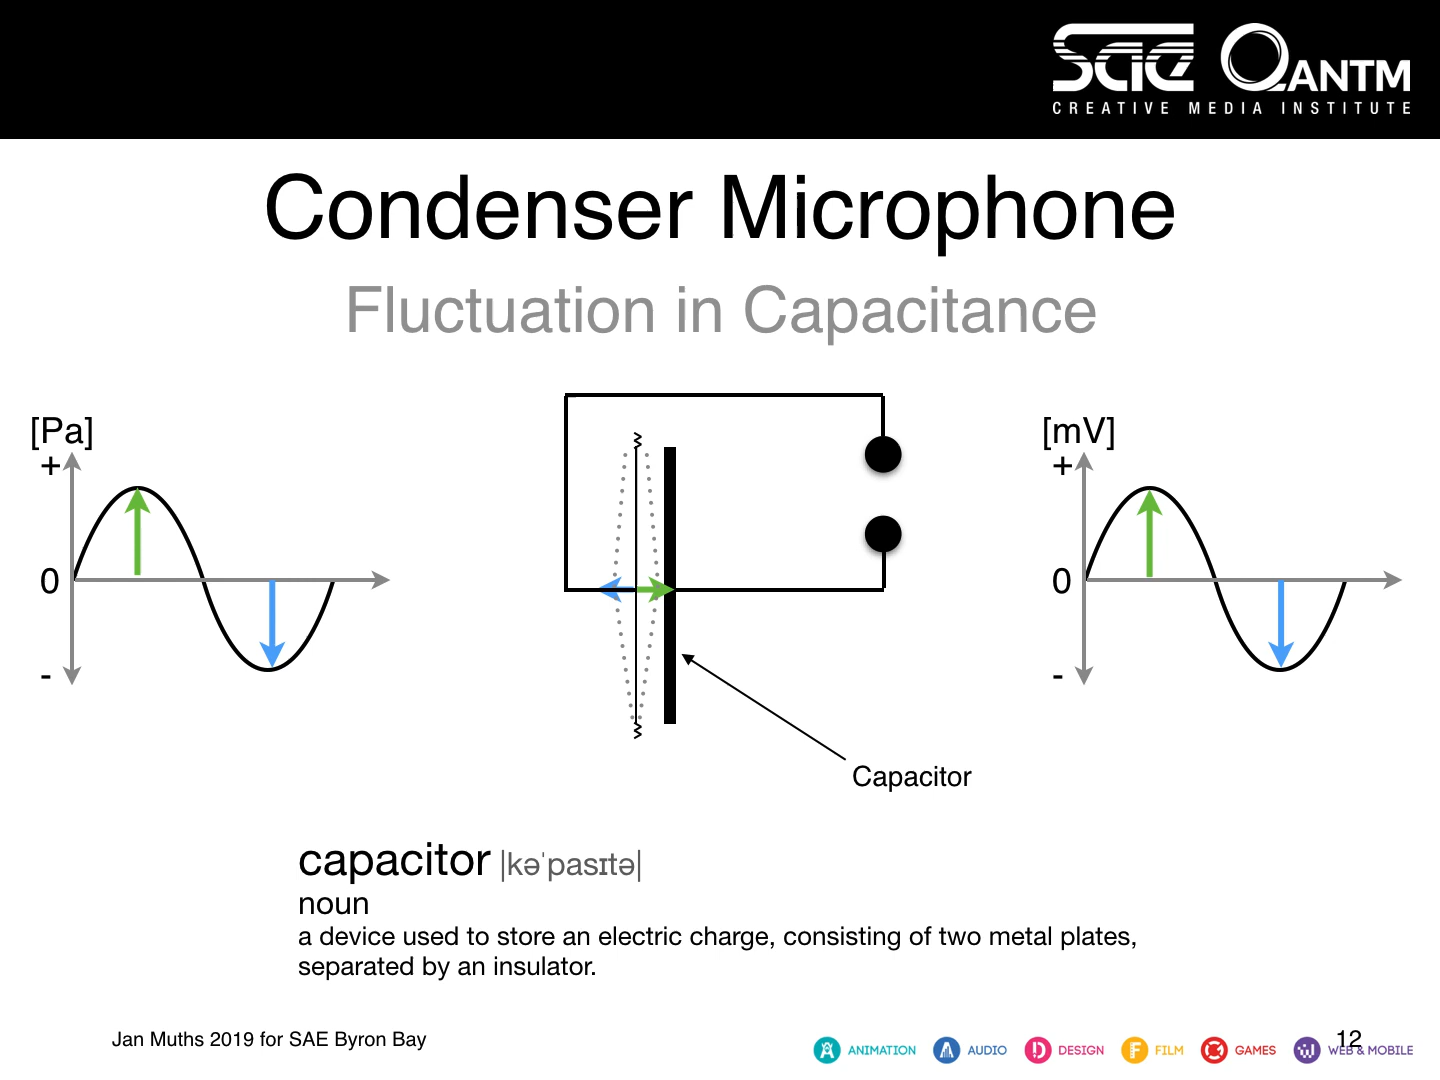 SAE QANTM
CREATIVE MEDIA INSTITUTE
Condenser Microphone
Fluctuation in Capacitance
[Pa]
+
0
-
[mV]
+
0
-
Capacitor
capacitor |kəˈpasɪtə|
noun
a device used to store an electric charge, consisting of two metal plates,
separated by an insulator.
Jan Muths 2019 for SAE Byron Bay
ANIMATION AUDIO DESIGN FILM GAMES WEB & MOBILE
12